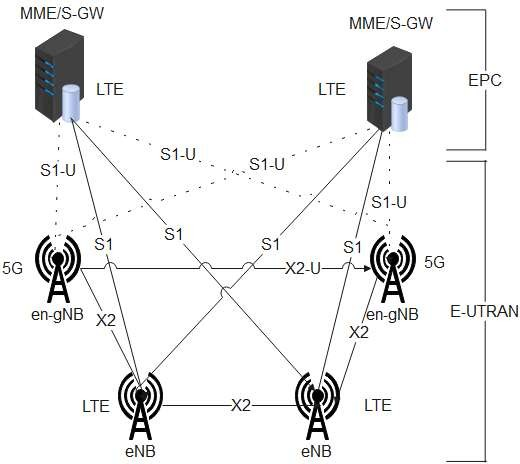 MME/S-GW
MME/S-GW
LTE
LTE
EPC
S1-U
S1-U
S1-U
S1-U
S1
S1
S1
S1
5G
5G
X2-U
en-gNB
en-gNB
E-UTRAN
X2
X2
LTE
X2
LTE
eNB
eNB